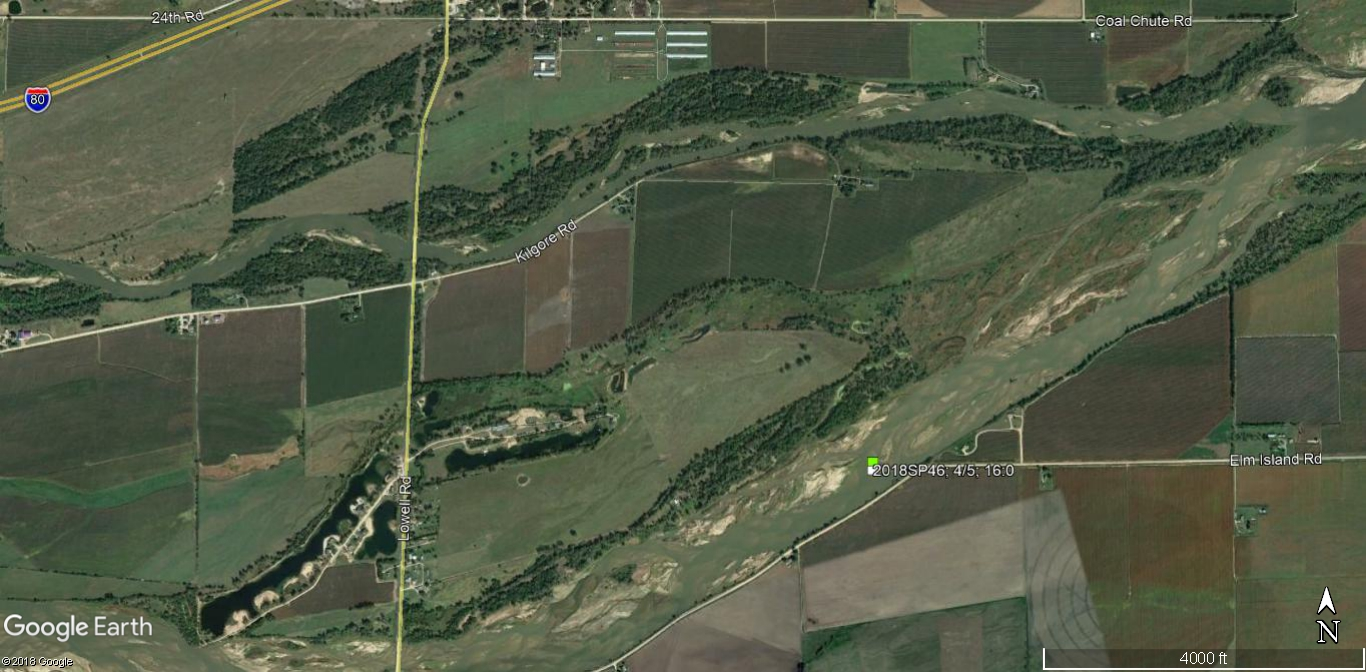 24th Rd
Coal Chute Rd
80
Kilgore Rd
2018SP46, 4/5, 16:0
Elm Island Rd
Lowell Rd
Google Earth
©2018 Google
N
4000 ft